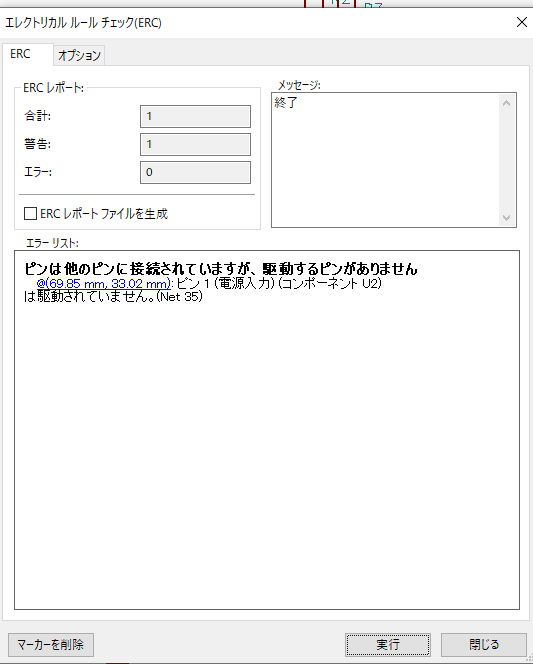 エレクトリカル ルール チェック(ERC)
ERC
オプション
ERC レポート:
合計:
1
警告:
1
エラー:
0
ERC レポート ファイルを生成
メッセージ:
終了
エラー リスト:
ピンは他のピンに接続されていますが、駆動するピンがありません
@(69.85 mm, 33.02 mm): ピン 1 (電源入力) (コンポーネント U2)
は駆動されていません。(Net 35)
マーカーを削除
実行
閉じる